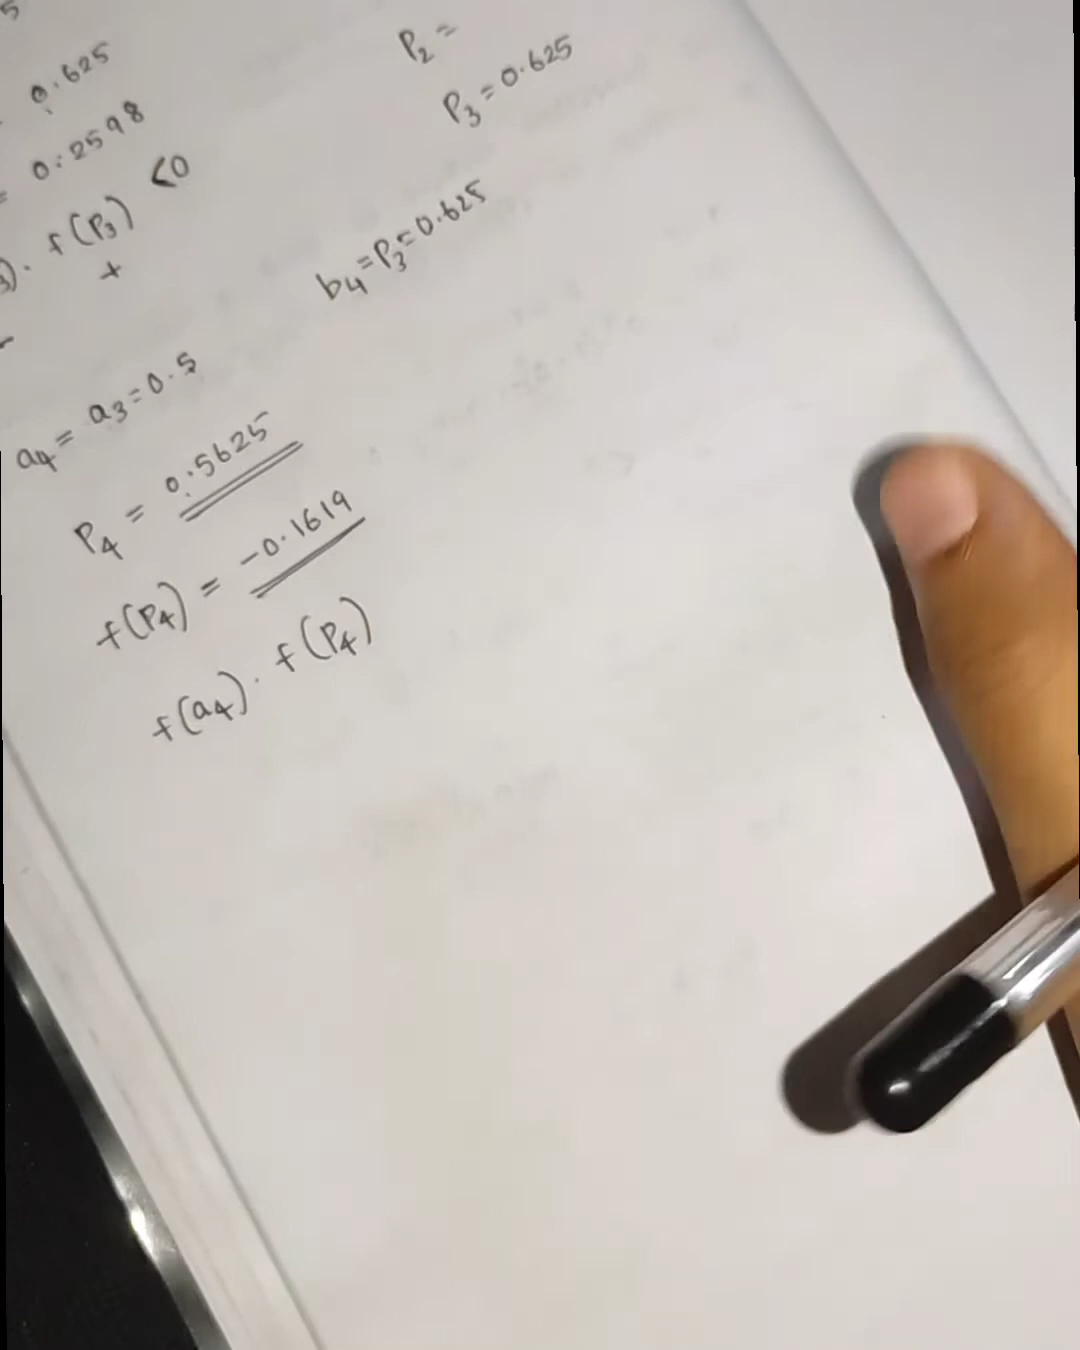 5
0.625
P₂ =
= 0.2598
P₃ = 0.625
). f(P₃) <0
+
b₄ = P₃ = 0.625
a₄ = a₃ = 0.5
P₄ = 0.5625
f(P₄) = -0.1619
f(a₄) . f(P₄)